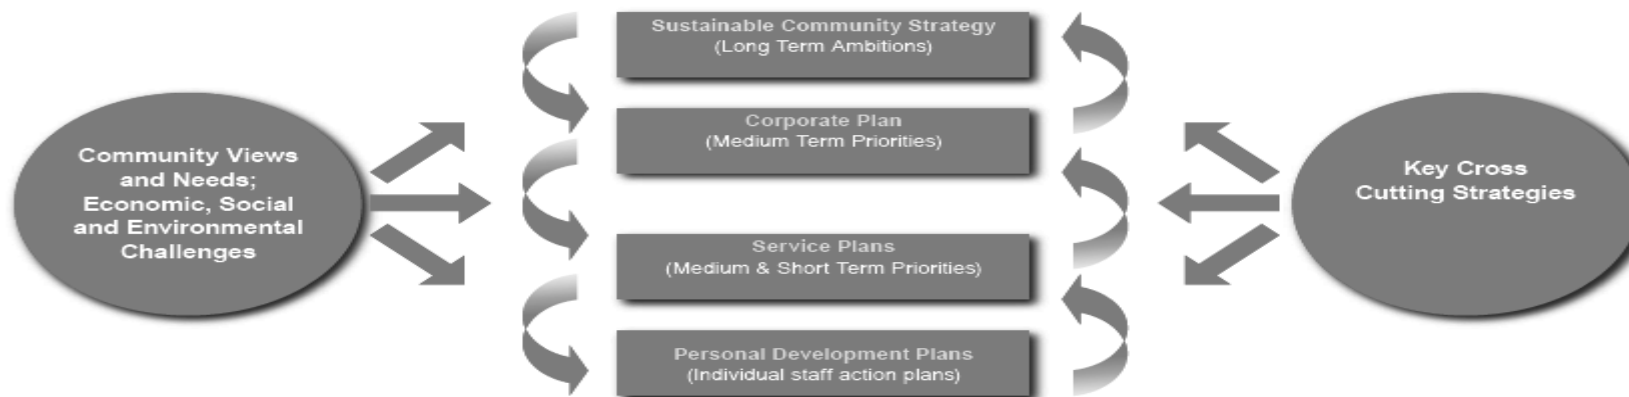 Sustainable Community Strategy
(Long Term Ambitions)
Corporate Plan
(Medium Term Priorities)
Community Views
and Needs;
Economic, Social
and Environmental
Challenges
Key Cross
Cutting Strategies
Service Plans
(Medium & Short Term Priorities)
Personal Development Plans
(Individual staff action plans)